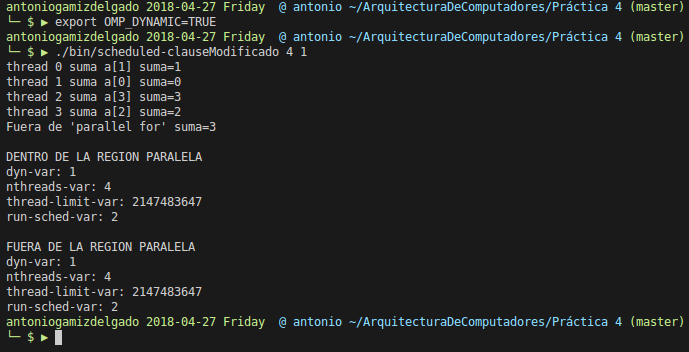 antoniogamizdelgado 2018-04-27 Friday  @ antonio ~/ArquitecturaDeComputadores/Práctica 4 (master)
└─ $ ▶ export OMP_DYNAMIC=TRUE
antoniogamizdelgado 2018-04-27 Friday  @ antonio ~/ArquitecturaDeComputadores/Práctica 4 (master)
└─ $ ▶ ./bin/scheduled-clauseModificado 4 1
thread 0 suma a[1] suma=1
thread 1 suma a[0] suma=0
thread 2 suma a[3] suma=3
thread 3 suma a[2] suma=2
Fuera de 'parallel for' suma=3
DENTRO DE LA REGION PARALELA
dyn-var: 1
nthreads-var: 4
thread-limit-var: 2147483647
run-sched-var: 2
FUERA DE LA REGION PARALELA
dyn-var: 1
nthreads-var: 4
thread-limit-var: 2147483647
run-sched-var: 2
antoniogamizdelgado 2018-04-27 Friday  @ antonio ~/ArquitecturaDeComputadores/Práctica 4 (master)
└─ $ ▶